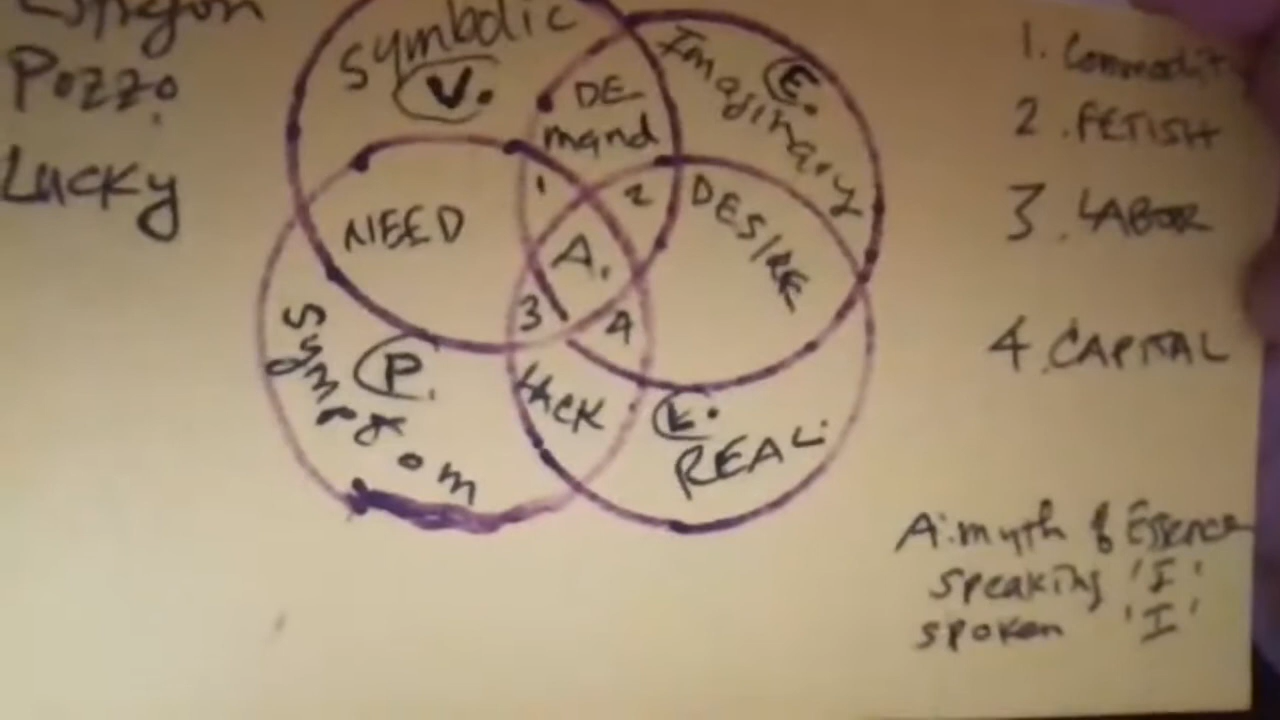 Estragon
Pozzo
Lucky
Symbolic
V.
DE
mand
Imaginary
E.
1
2
NEED
DESIRE
A.
3
4
Symptom
P.
LACK
L.
REAL
1. Commodity
2. FETISH
3. LABOR
4. CAPITAL
A: myth of Essence
speaking 'I'
spoken 'I'